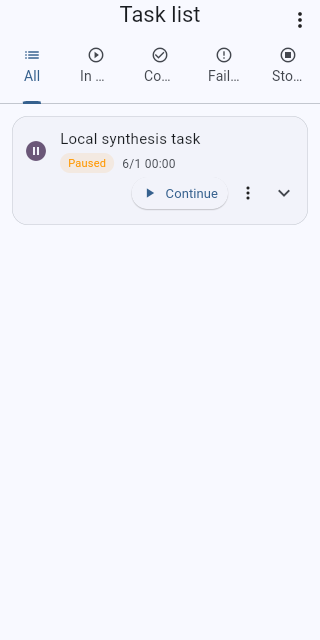 Task list
All
In …
Co…
Fail…
Sto…
Local synthesis task
Paused
6/1 00:00
Continue